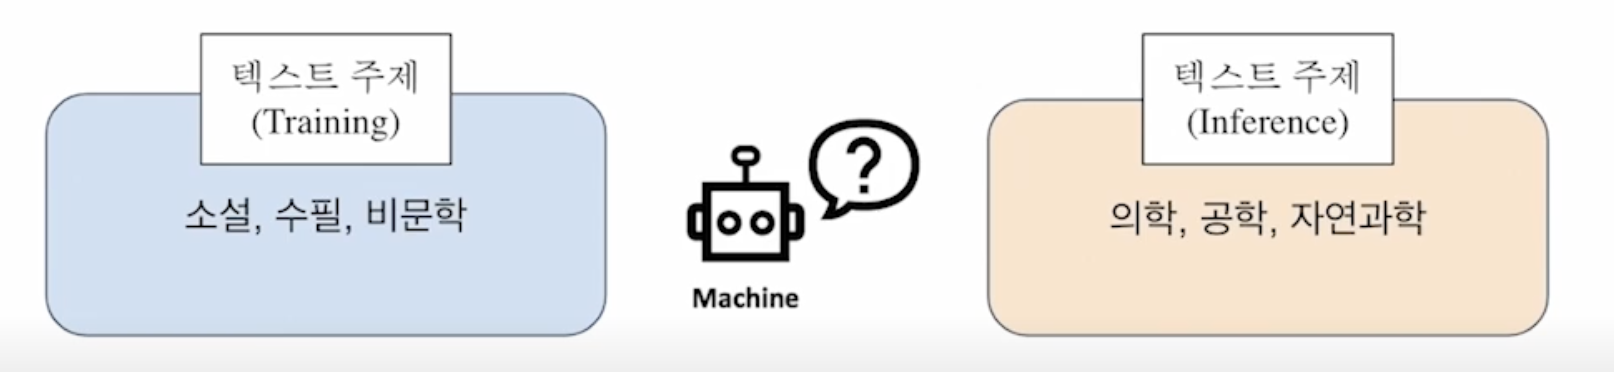 텍스트 주제
(Training)
소설, 수필, 비문학
?
Machine
텍스트 주제
(Inference)
의학, 공학, 자연과학